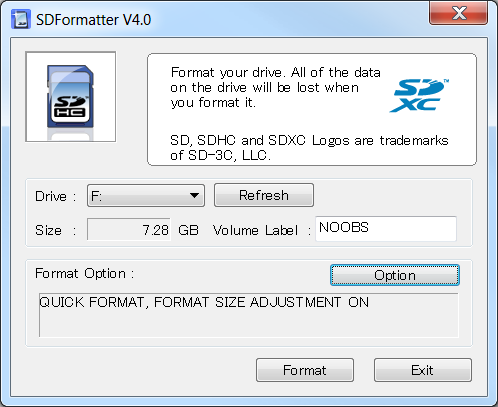 SDFormatter V4.0
SD
HC
Format your drive. All of the data
on the drive will be lost when
you format it.
SD
XC
SD, SDHC and SDXC Logos are trademarks
of SD-3C, LLC.
Drive : F: Refresh
Size : 7.28 GB Volume Label : NOOBS
Format Option :
Option
QUICK FORMAT, FORMAT SIZE ADJUSTMENT ON
Format Exit